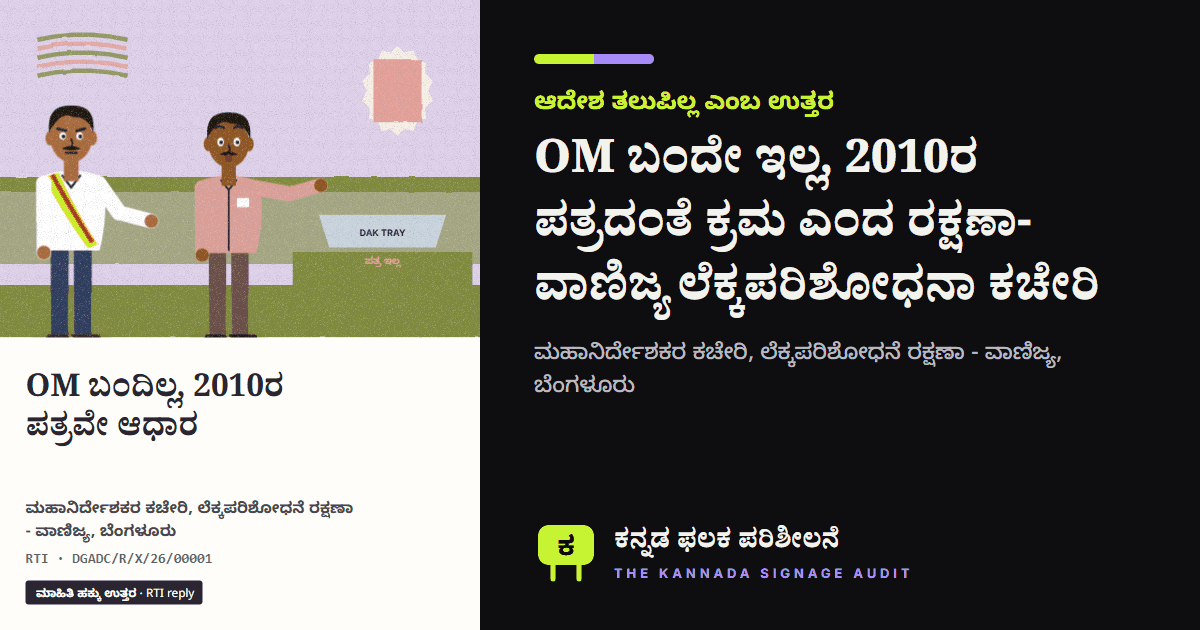 DAK TRAY
ಪತ್ರ ಇಲ್ಲ
OM ಬಂದಿಲ್ಲ, 2010ರ
ಪತ್ರವೇ ಆಧಾರ
ಮಹಾನಿರ್ದೇಶಕರ ಕಚೇರಿ, ಲೆಕ್ಕಪರಿಶೋಧನೆ ರಕ್ಷಣಾ
- ವಾಣಿಜ್ಯ, ಬೆಂಗಳೂರು
RTI · DGADC/R/X/26/00001
ಮಾಹಿತಿ ಹಕ್ಕು ಉತ್ತರ · RTI reply
ಆದೇಶ ತಲುಪಿಲ್ಲ ಎಂಬ ಉತ್ತರ
OM ಬಂದೇ ಇಲ್ಲ, 2010ರ
ಪತ್ರದಂತೆ ಕ್ರಮ ಎಂದ ರಕ್ಷಣಾ-
ವಾಣಿಜ್ಯ ಲೆಕ್ಕಪರಿಶೋಧನಾ ಕಚೇರಿ
ಮಹಾನಿರ್ದೇಶಕರ ಕಚೇರಿ, ಲೆಕ್ಕಪರಿಶೋಧನೆ ರಕ್ಷಣಾ - ವಾಣಿಜ್ಯ,
ಬೆಂಗಳೂರು
ಕ
ಕನ್ನಡ ಫಲಕ ಪರಿಶೀಲನೆ
THE KANNADA SIGNAGE AUDIT